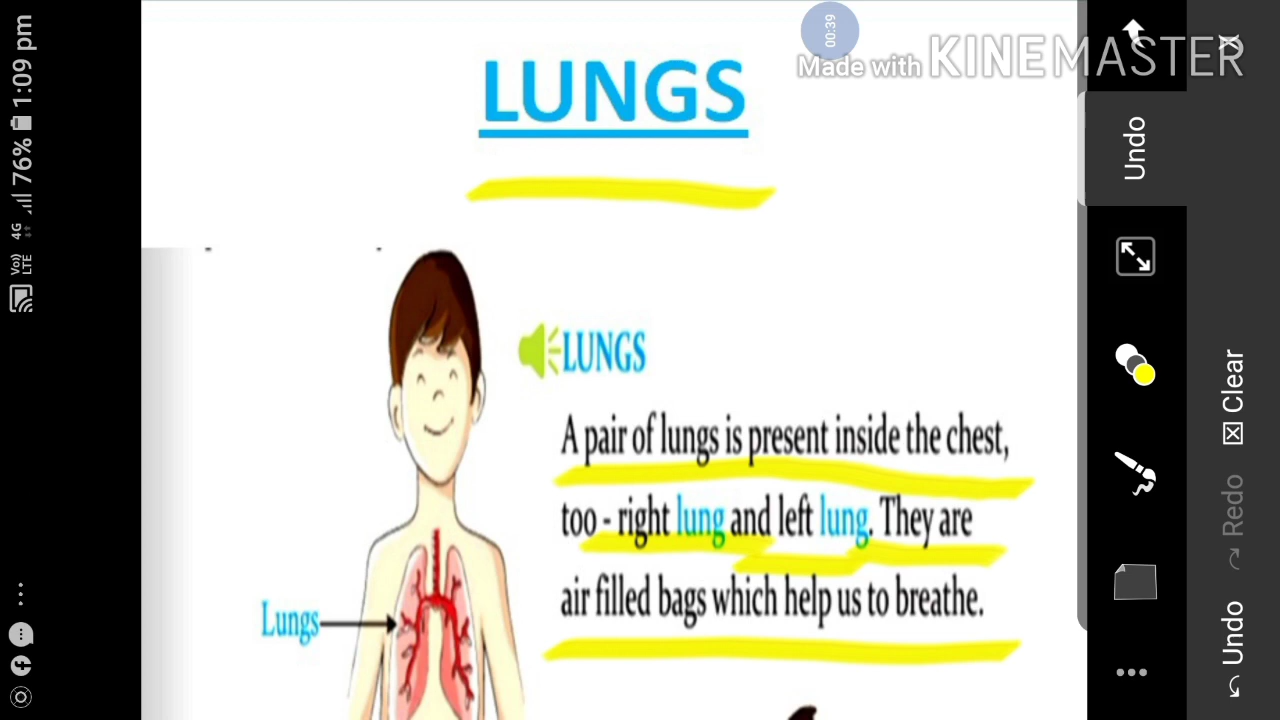 1:09 pm
76%
4G
Vo))
LTE
00:39
Made with KINEMASTER
LUNGS
LUNGS
A pair of lungs is present inside the chest,
too - right lung and left lung. They are
air filled bags which help us to breathe.
Lungs
Undo
Clear
Redo
Undo